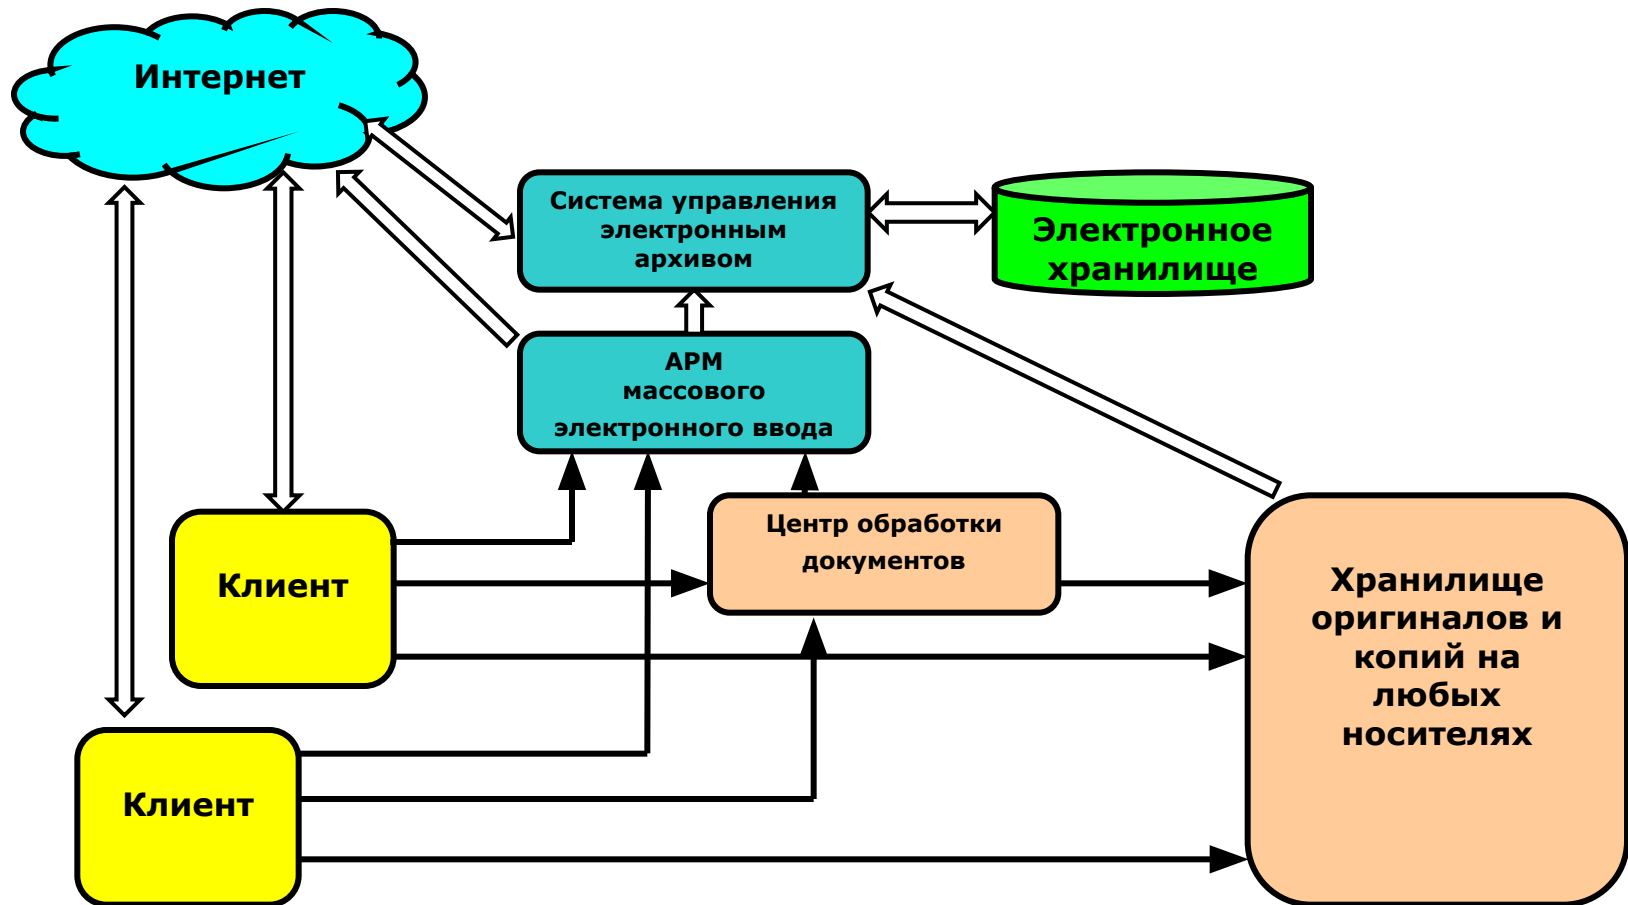 Интернет
Система управления
электронным
архивом
Электронное
хранилище
АРМ
массового
электронного ввода
Центр обработки
документов
Клиент
Хранилище
оригиналов и
копий на
любых
носителях
Клиент